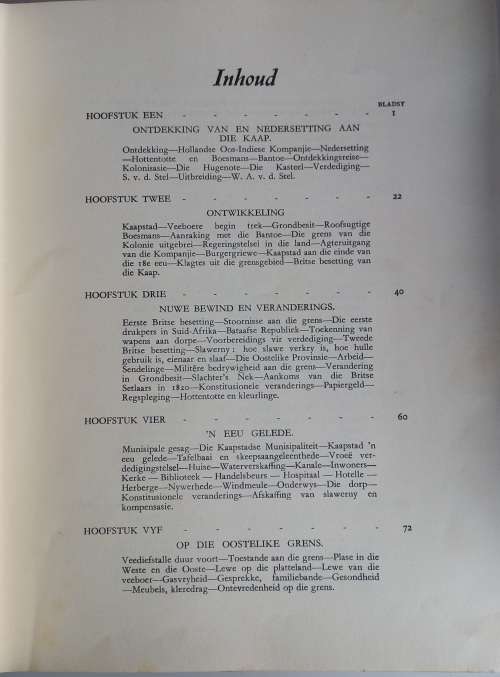 Inhoud
BLADSY
HOOFSTUK EEN - - - - - - - 1
ONTDEKKING VAN EN NEDERSETTING AAN
DIE KAAP.
Ontdekking—Hollandse Oos-Indiese Kompanjie—Nedersetting
—Hottentotte en Boesmans—Bantoe—Ontdekkingsreise—
Kolonisasie—Die Hugenote—Die Kasteel—Verdediging—
S. v. d. Stel—Uitbreiding—W. A. v. d. Stel.
HOOFSTUK TWEE - - - - - - - 22
ONTWIKKELING
Kaapstad—Veeboere begin trek—Grondbesit—Roofsugtige
Boesmans—Aanraking met die Bantoe—Die grens van die
Kolonie uitgebrei—Regeringstelsel in die land—Agteruitgang
van die Kompanjie—Burgergriewe—Kaapstad aan die einde van
die 18e eeu—Klagtes uit die grensgebied—Britse besetting van
die Kaap.
HOOFSTUK DRIE - - - - - - - 40
NUWE BEWIND EN VERANDERINGS.
Eerste Britse besetting—Stoornisse aan die grens—Die eerste
drukpers in Suid-Afrika—Bataafse Republiek—Toekenning van
wapens aan dorpe—Voorbereidings vir verdediging—Tweede
Britse besetting—Slawerny: hoe slawe verkry is, hoe hulle
gebruik is, eienaar en slaaf—Die Oostelike Provinsie—Arbeid—
Sendelinge—Militêre bedrywigheid aan die grens—Verandering
in Grondbesit—Slachter's Nek—Aankoms van die Britse
Setlaars in 1820—Konstitusionele veranderings—Papiergeld—
Regspleging—Hottentotte en kleurlinge.
HOOFSTUK VIER - - - - - - - 60
'N EEU GELEDE.
Munisipale gesag—Die Kaapstadse Munisipaliteit—Kaapstad 'n
eeu gelede—Tafelbaai en skeepsaangeleenthede—Vroeë ver-
dedigingstelsel—Huise—Waterverskaffing—Kanale—Inwoners—
Kerke — Biblioteek — Handelsbeurs — Hospitaal — Hotelle —
Herberge—Nywerhede—Windmeule—Onderwys—Die dorp—
Konstitusionele veranderings—Afskaffing van slawerny en
kompensasie.
HOOFSTUK VYF - - - - - - - 72
OP DIE OOSTELIKE GRENS.
Veediefstalle duur voort—Toestande aan die grens—Plase in die
Weste en die Ooste—Lewe op die platteland—Lewe van die
veeboer—Gasvryheid—Gesprekke, familiebande—Gesondheid
—Meubels, kleredrag—Ontevredenheid op die grens.